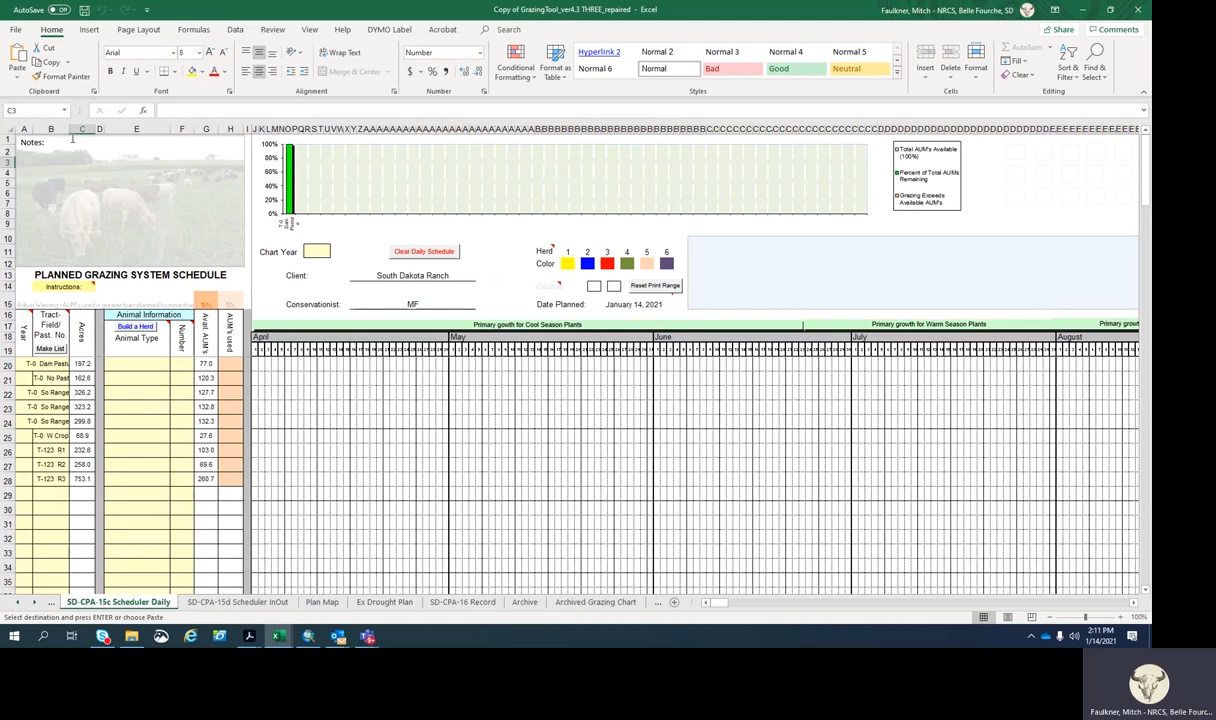 AutoSave Off
Copy of GrazingTool_ver4.3 THREE_repaired - Excel
Faulkner, Mitch - NRCS, Belle Fourche, SD
File Home Insert Page Layout Formulas Data Review View Help DYMO Label Acrobat Search
Share Comments
Paste
Cut
Copy
Format Painter
Clipboard
Arial 8
Font
Wrap Text
Merge & Center
Alignment
Number
Number
Conditional Formatting
Format as Table
Hyperlink 2 Normal 2 Normal 3 Normal 4 Normal 5
Normal 6 Normal Bad Good Neutral
Styles
Insert Delete Format
Cells
AutoSum
Fill
Clear
Sort & Filter
Find & Select
Editing
C3
Notes:
100%
80%
60%
40%
20%
0%
Total AUM's Available (100%)
Percent of Total AUMs Remaining
Grazing Exceeds Available AUM's
Chart Year
Clear Daily Schedule
Herd 1 2 3 4 5 6
Color
PLANNED GRAZING SYSTEM SCHEDULE
Instructions:
Client: South Dakota Ranch
Reset Print Range
Conservationist: MF
Date Planned: January 14, 2021
10% 5%
Primary gowth for Cool Season Plants
Primary growth for Warm Season Plants
Year
Tract-Field/ Past. No.
Make List
Acres
Animal Information
Build a Herd
Animal Type
Number
Avail. AUM's
AUM's used
April May June July August
T-0 Dam Pastu 197.2 77.0
T-0 No Past 162.6 120.3
T-0 So Range 326.2 127.7
T-0 So Range 323.2 132.8
T-0 So Range 299.8 132.3
T-0 W Crop 68.9 27.6
T-123 R1 232.6 103.0
T-123 R2 258.0 69.6
T-123 R3 753.1 260.7
... SD-CPA-15c Scheduler Daily SD-CPA-15d Scheduler InOut Plan Map Ex Drought Plan SD-CPA-16 Record Archive Archived Grazing Chart ...
Select destination and press ENTER or choose Paste
100%
2:11 PM
1/14/2021
Faulkner, Mitch - NRCS, Belle Fourc...